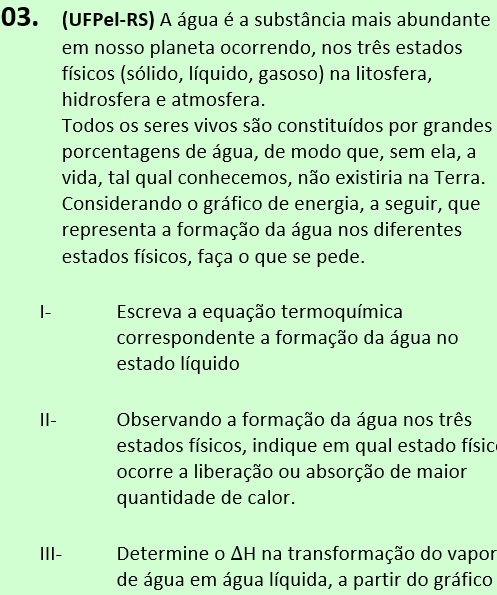 03. (UFPel-RS) A água é a substância mais abundante
em nosso planeta ocorrendo, nos três estados
físicos (sólido, líquido, gasoso) na litosfera,
hidrosfera e atmosfera.
Todos os seres vivos são constituídos por grandes
porcentagens de água, de modo que, sem ela, a
vida, tal qual conhecemos, não existiria na Terra.
Considerando o gráfico de energia, a seguir, que
representa a formação da água nos diferentes
estados físicos, faça o que se pede.
I- Escreva a equação termoquímica
correspondente a formação da água no
estado líquido
II- Observando a formação da água nos três
estados físicos, indique em qual estado físic
ocorre a liberação ou absorção de maior
quantidade de calor.
III- Determine o ΔH na transformação do vapor
de água em água líquida, a partir do gráfico